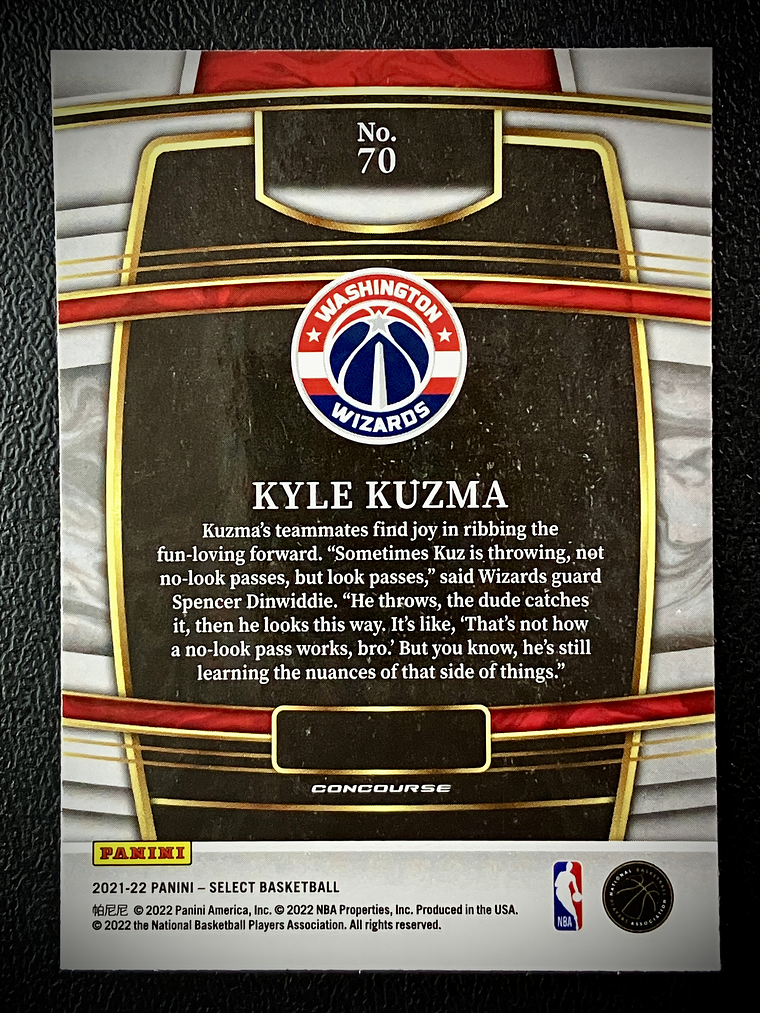 No.
70
WASHINGTON
WIZARDS
KYLE KUZMA
Kuzma’s teammates find joy in ribbing the
fun-loving forward. “Sometimes Kuz is throwing, not
no-look passes, but look passes,” said Wizards guard
Spencer Dinwiddie. “He throws, the dude catches
it, then he looks this way. It’s like, ‘That’s not how
a no-look pass works, bro.’ But you know, he’s still
learning the nuances of that side of things.”
CONCOURSE
PANINI
2021-22 PANINI – SELECT BASKETBALL
帕尼尼 © 2022 Panini America, Inc. © 2022 NBA Properties, Inc. Produced in the USA.
© 2022 the National Basketball Players Association. All rights reserved.
NBA
NATIONAL BASKETBALL
PLAYERS ASSOCIATION